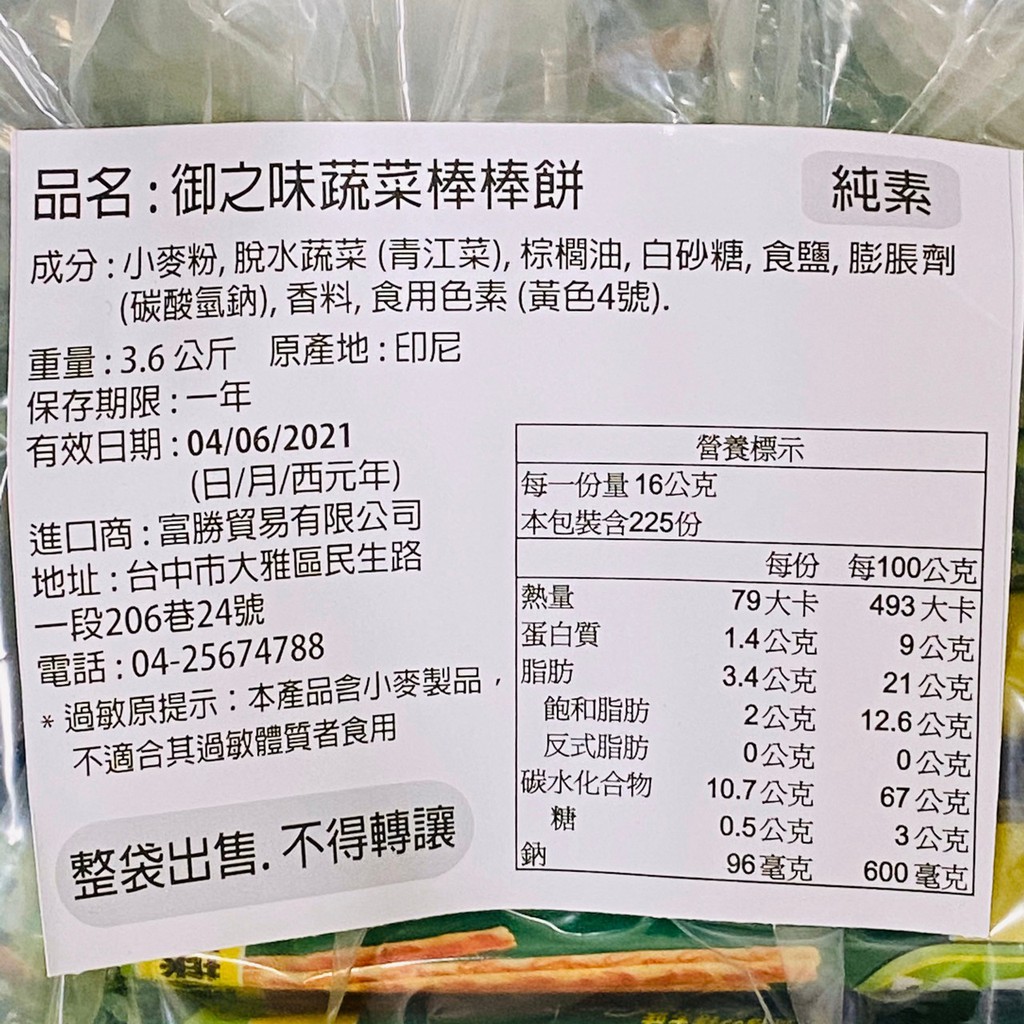 品名:御之味蔬菜棒棒餅
純素
成分:小麥粉, 脫水蔬菜 (青江菜), 棕櫚油, 白砂糖, 食鹽, 膨脹劑
(碳酸氫鈉), 香料, 食用色素 (黃色4號).
重量:3.6 公斤 原產地:印尼
保存期限:一年
有效日期:04/06/2021
(日/月/西元年)
進口商:富勝貿易有限公司
地址:台中市大雅區民生路
一段206巷24號
電話:04-25674788
* 過敏原提示:本產品含小麥製品,
不適合其過敏體質者食用
整袋出售. 不得轉讓
營養標示
每一份量 16公克
本包裝含225份
每份 每100公克
熱量 79大卡 493 大卡
蛋白質 1.4公克 9公克
脂肪 3.4公克 21公克
飽和脂肪 2公克 12.6公克
反式脂肪 0公克 0公克
碳水化合物 10.7公克 67公克
糖 0.5公克 3公克
鈉 96毫克 600毫克